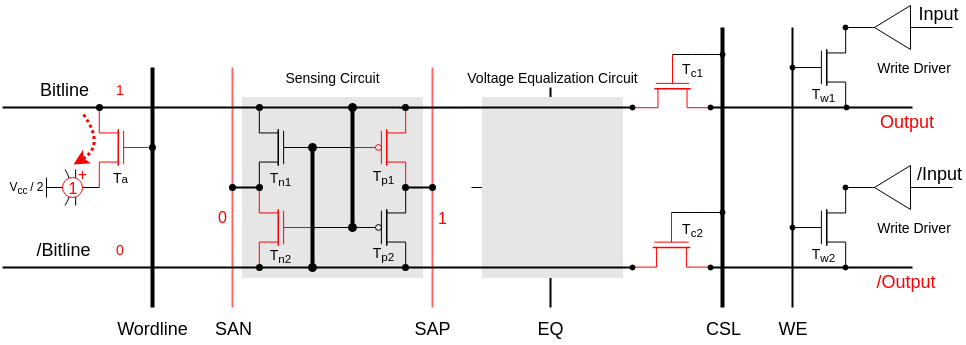 Input
Sensing Circuit
Voltage Equalization Circuit
Write Driver
Bitline 1
Tc1
Tw1
Output
Vcc / 2
1
+
Ta
Tn1
Tp1
/Input
0
1
Write Driver
/Bitline 0
Tn2
Tp2
Tc2
Tw2
/Output
Wordline
SAN
SAP
EQ
CSL
WE